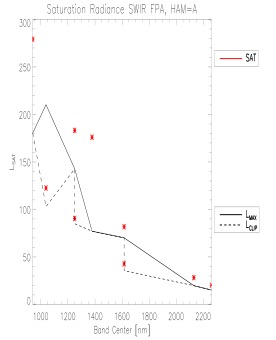 Saturation Radiance SWIR FPA, HAM=A
300
250
200
150
100
50
0
L_SAT
1000 1200 1400 1600 1800 2000 2200
Band Center [nm]
SAT
L_MAX
L_CLIP